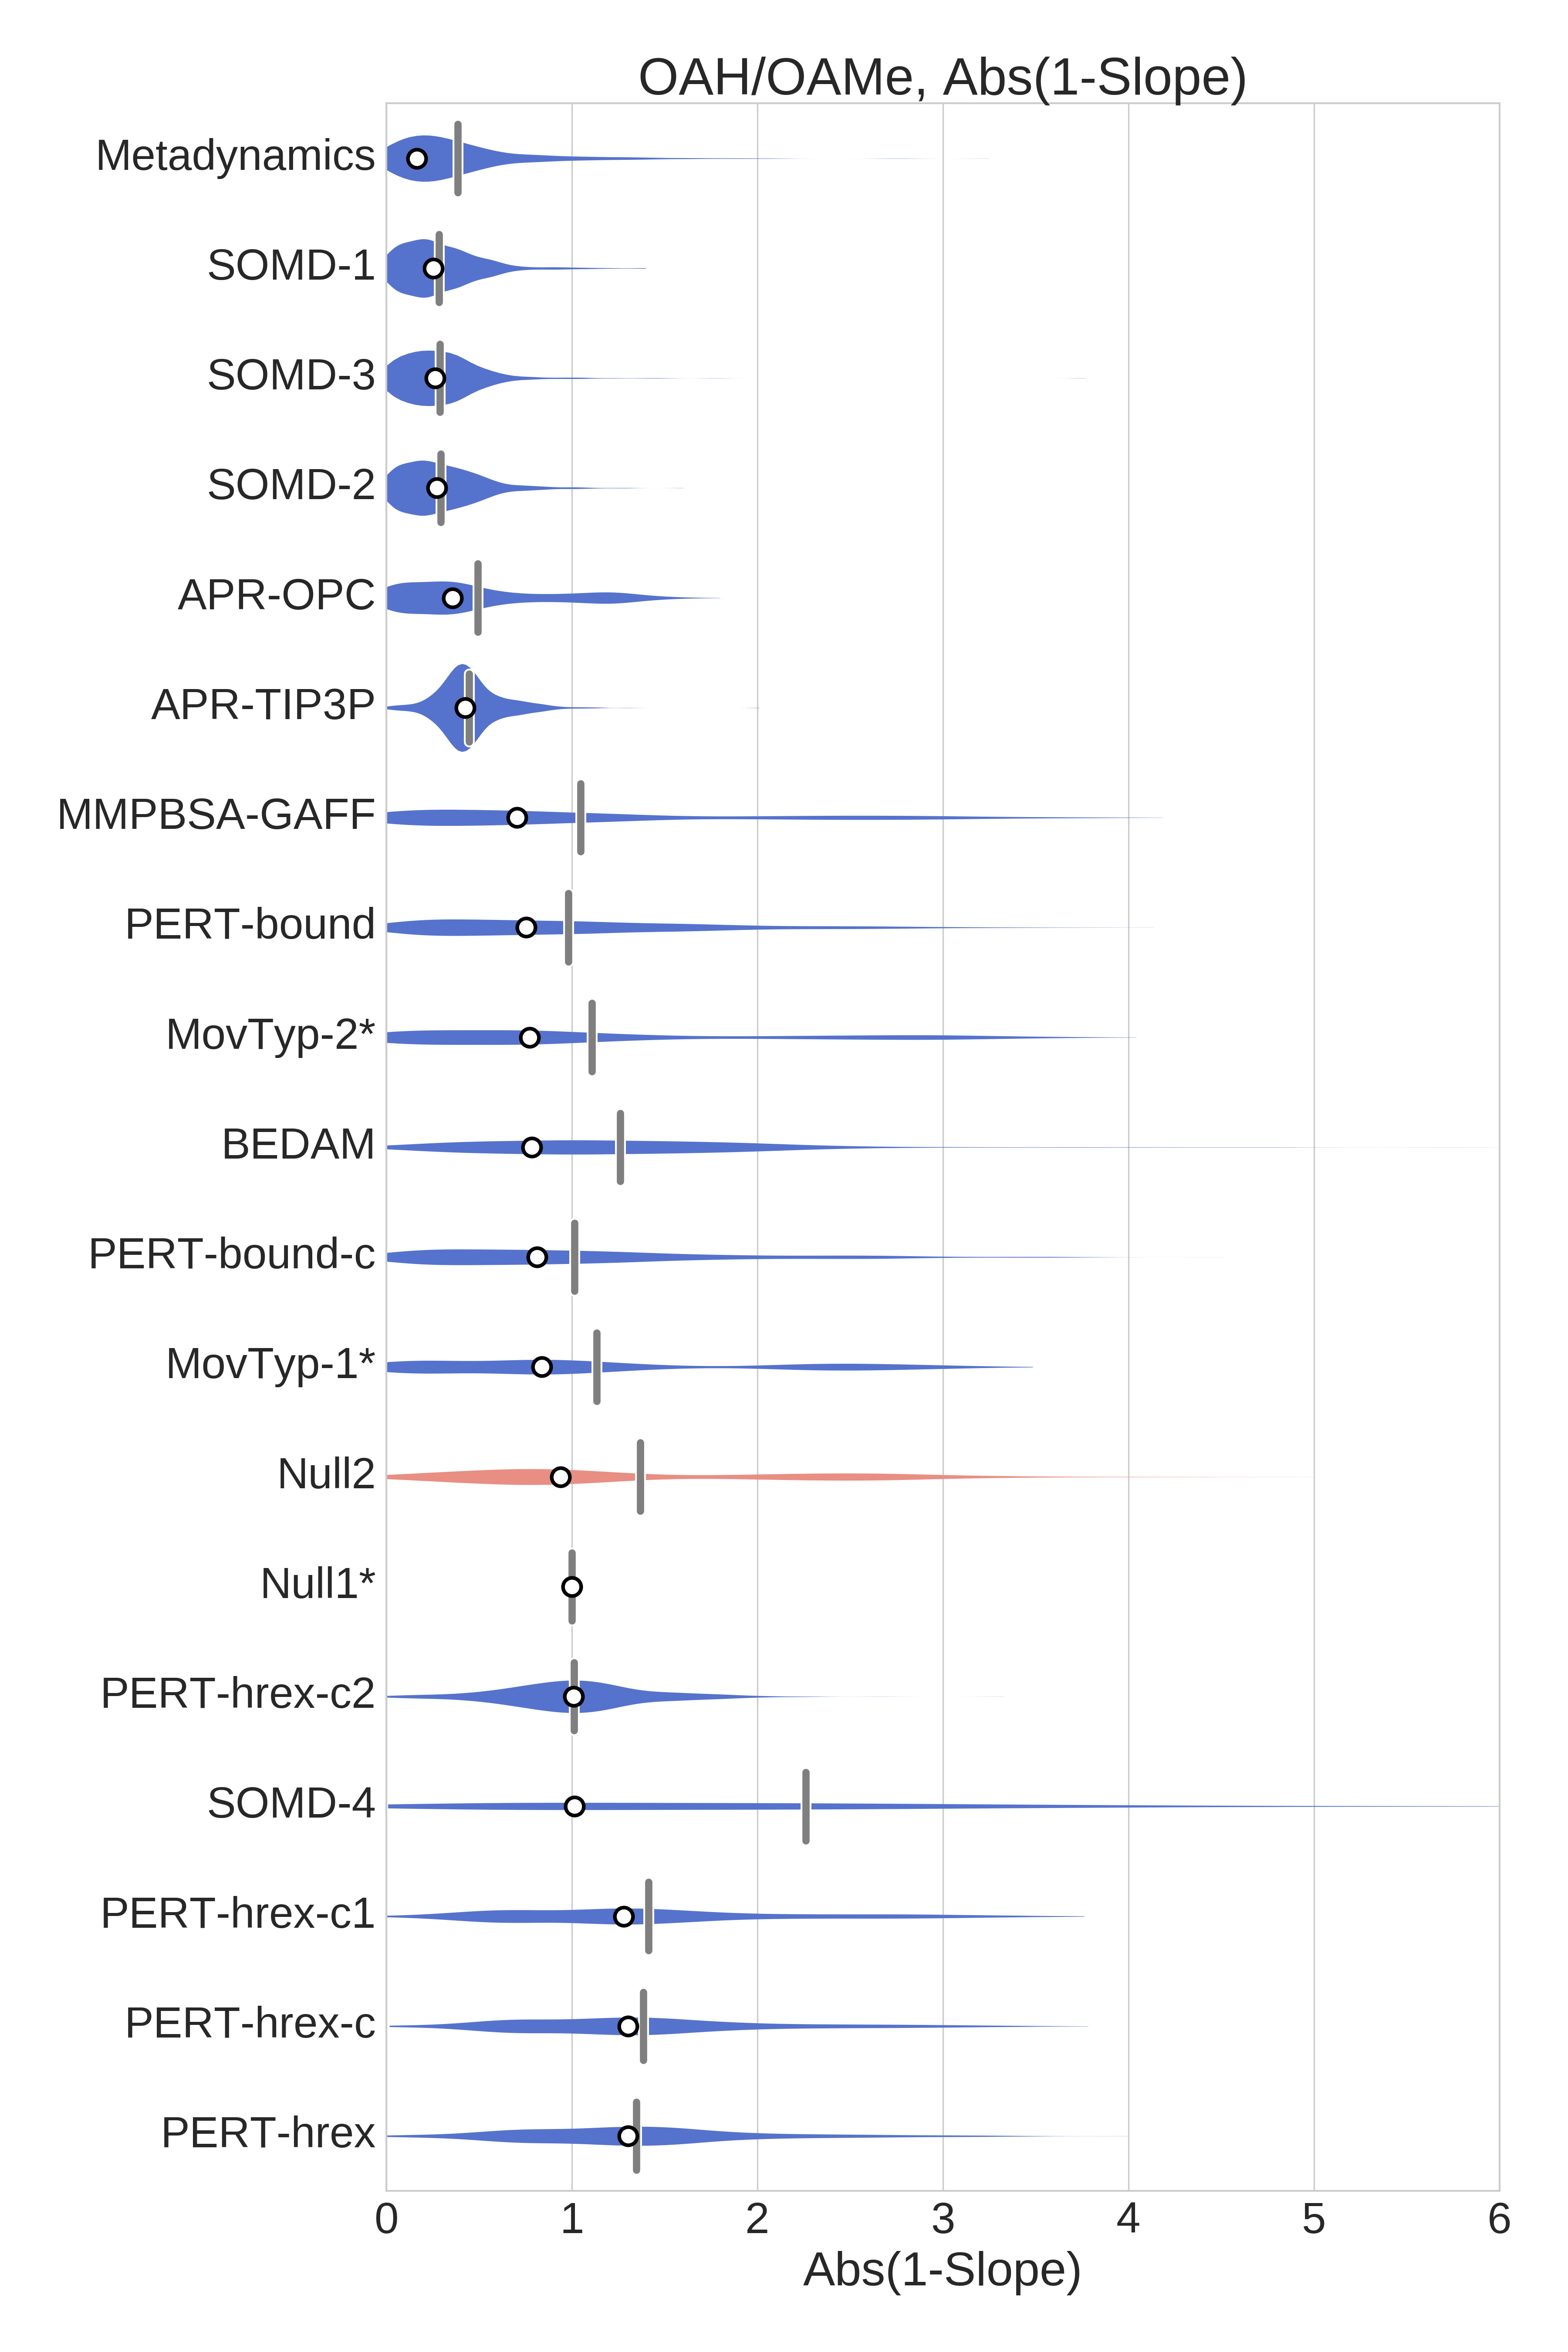 OAH/OAMe, Abs(1-Slope)
Metadynamics
SOMD-1
SOMD-3
SOMD-2
APR-OPC
APR-TIP3P
MMPBSA-GAFF
PERT-bound
MovTyp-2*
BEDAM
PERT-bound-c
MovTyp-1*
Null2
Null1*
PERT-hrex-c2
SOMD-4
PERT-hrex-c1
PERT-hrex-c
PERT-hrex
0 1 2 3 4 5 6
Abs(1-Slope)